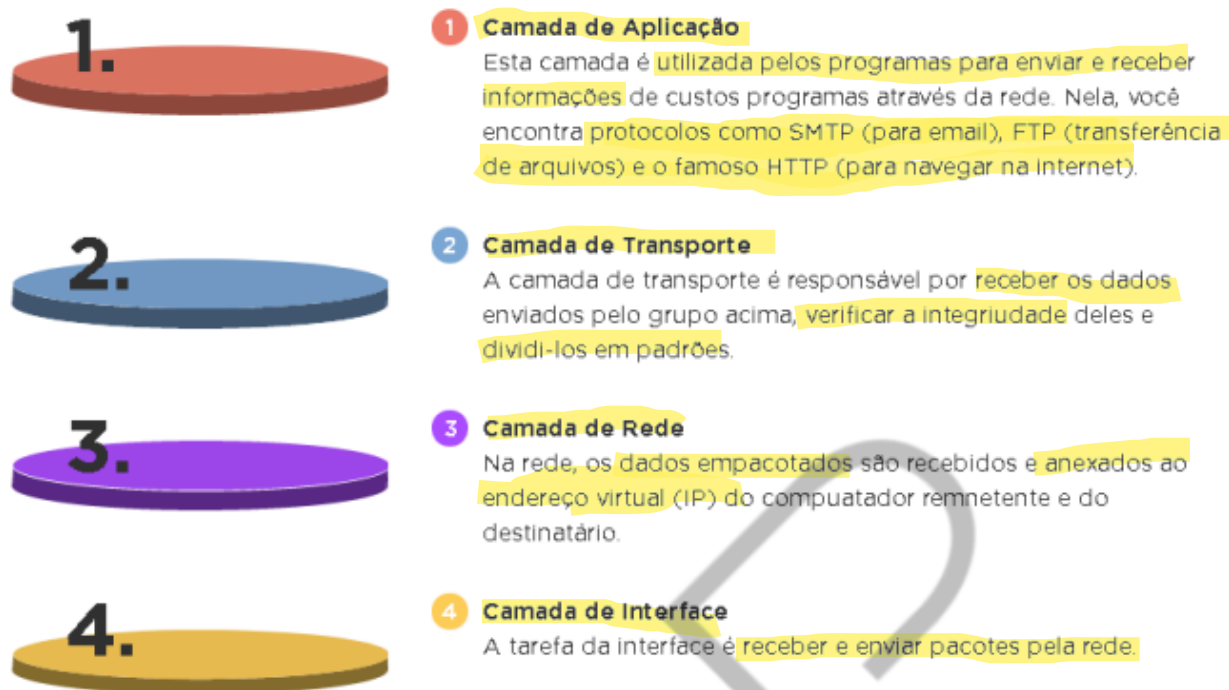 1.
1 Camada de Aplicação
Esta camada é utilizada pelos programas para enviar e receber
informações de custos programas através da rede. Nela, você
encontra protocolos como SMTP (para email), FTP (transferência
de arquivos) e o famoso HTTP (para navegar na internet).
2.
2 Camada de Transporte
A camada de transporte é responsável por receber os dados
enviados pelo grupo acima, verificar a integriudade deles e
dividi-los em padrões.
3.
3 Camada de Rede
Na rede, os dados empacotados são recebidos e anexados ao
endereço virtual (IP) do compuatador remnetente e do
destinatário.
4.
4 Camada de Interface
A tarefa da interface é receber e enviar pacotes pela rede.